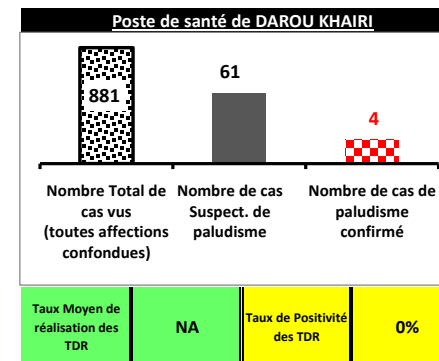 Poste de santé de DAROU KHAIRI
881
61
4
Nombre Total de
cas vus
(toutes affections
confondues)
Nombre de cas
Suspect. de
paludisme
Nombre de cas de
paludisme
confirmé
Taux Moyen de
réalisation des
TDR
NA
Taux de Positivité
des TDR
0%